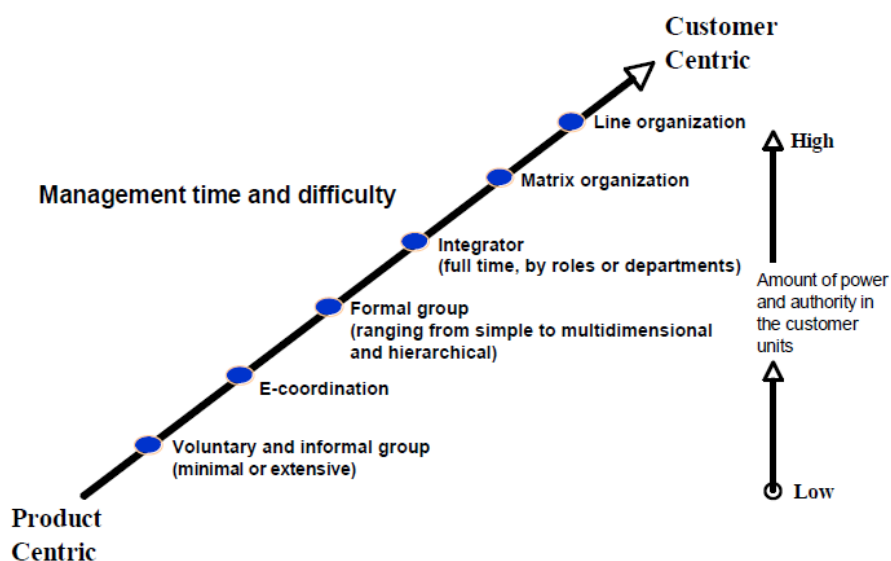 Customer
Centric
Line organization
High
Matrix organization
Management time and difficulty
Integrator
(full time, by roles or departments)
Amount of power
and authority in
the customer
units
Formal group
(ranging from simple to multidimensional
and hierarchical)
E-coordination
Voluntary and informal group
(minimal or extensive)
Low
Product
Centric